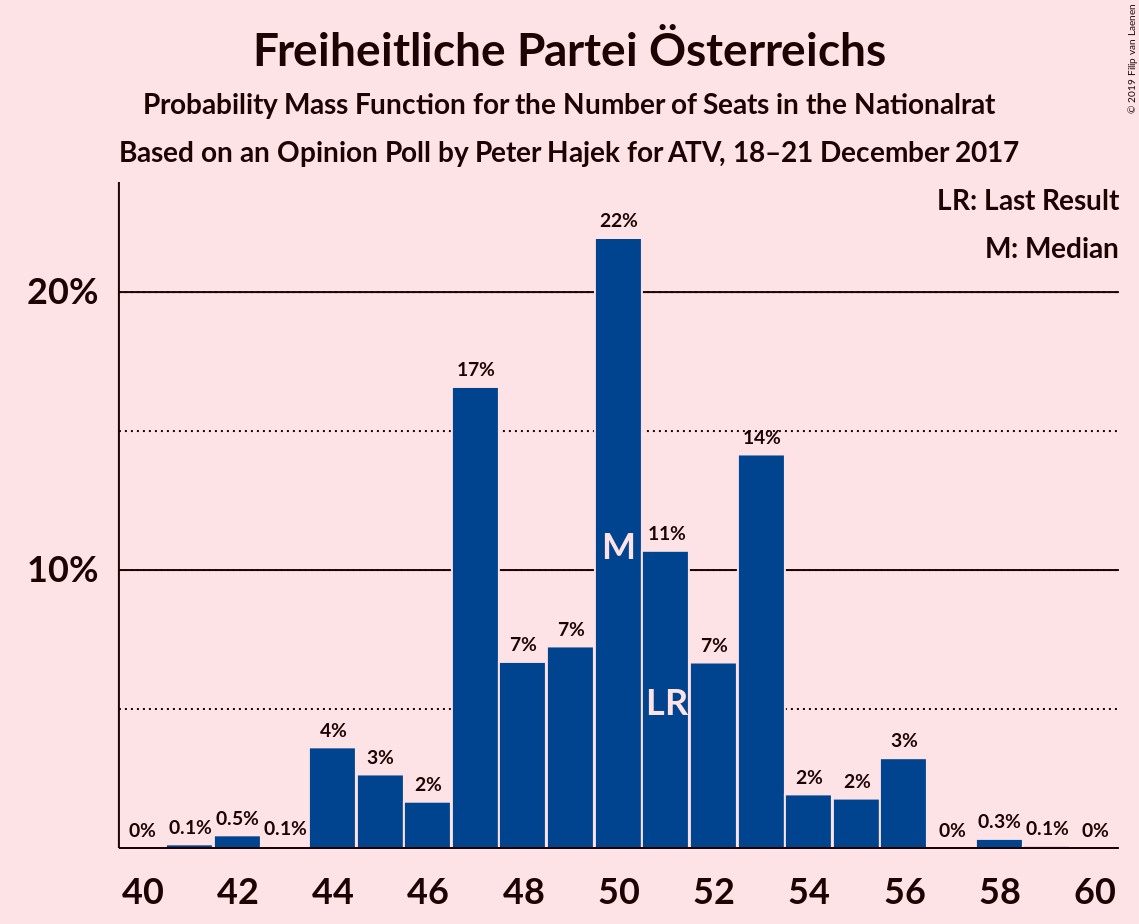 Freiheitliche Partei Österreichs
Probability Mass Function for the Number of Seats in the Nationalrat
Based on an Opinion Poll by Peter Hajek for ATV, 18–21 December 2017
© 2019 Filip van Laenen
LR: Last Result
M: Median
20%
10%
0%
0.1%
0.5%
0.1%
4%
3%
2%
17%
7%
7%
22%
11%
7%
14%
2%
2%
3%
0%
0.3%
0.1%
0%
M
LR
40 42 44 46 48 50 52 54 56 58 60